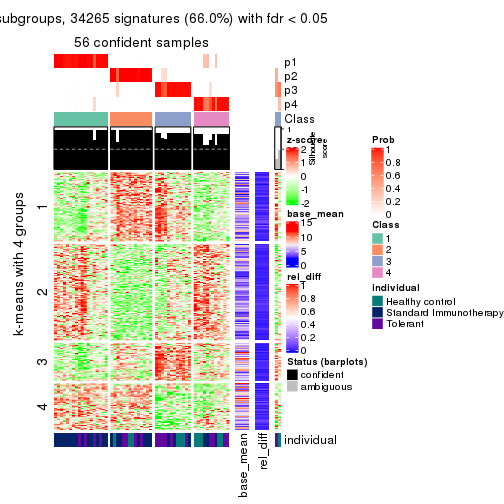 subgroups, 34265 signatures (66.0%) with fdr < 0.05
56 confident samples
p1
p2
p3
p4
Class
1
Silhouette
score
k-means with 4 groups
1
2
3
4
base_mean
rel_diff
individual
z-score
2
1
0
-1
-2
base_mean
15
10
5
0
rel_diff
1
0.8
0.6
0.4
0.2
0
Status (barplots)
confident
ambiguous
Prob
1
0.8
0.6
0.4
0.2
0
Class
1
2
3
4
individual
Healthy control
Standard Immunotherapy
Tolerant